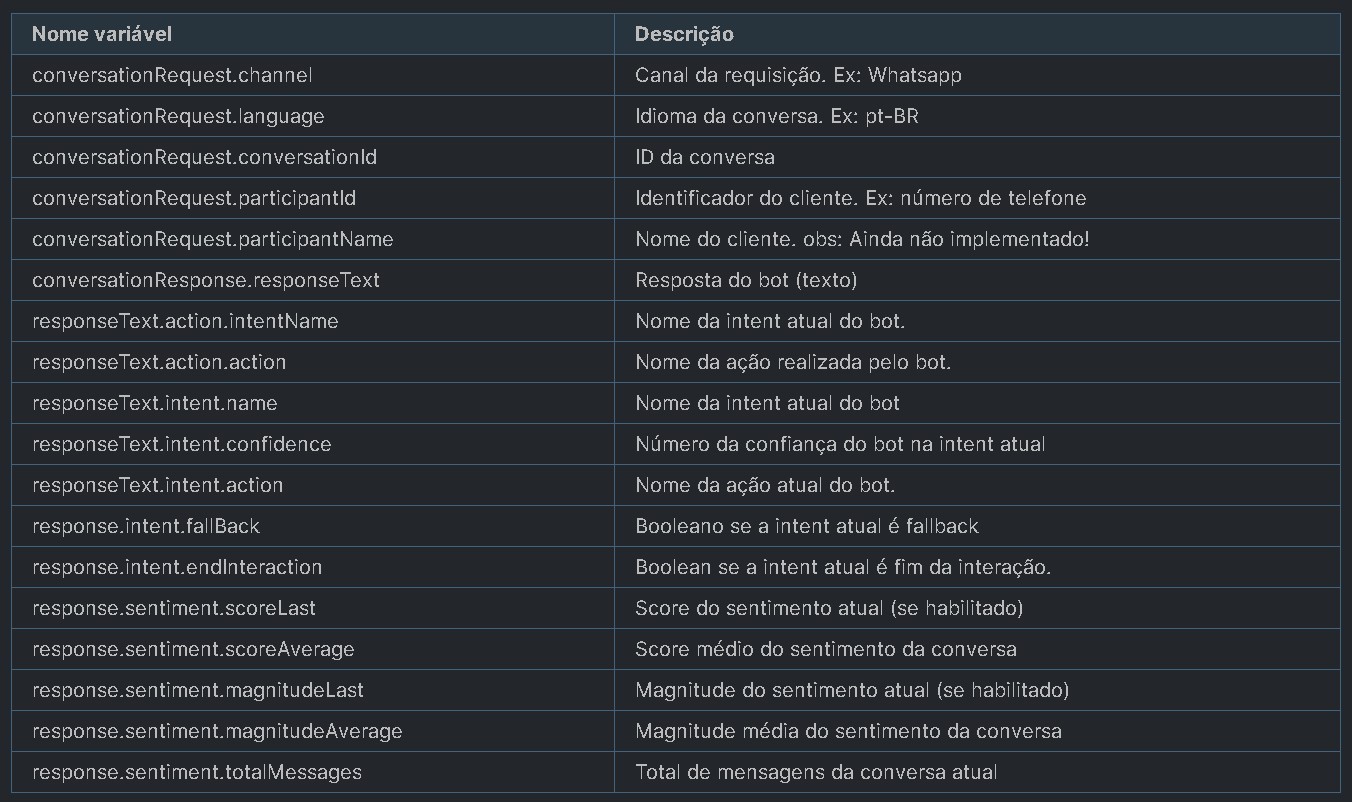 Nome variável Descrição
conversationRequest.channel Canal da requisição. Ex: Whatsapp
conversationRequest.language Idioma da conversa. Ex: pt-BR
conversationRequest.conversationId ID da conversa
conversationRequest.participantId Identificador do cliente. Ex: número de telefone
conversationRequest.participantName Nome do cliente. obs: Ainda não implementado!
conversationResponse.responseText Resposta do bot (texto)
responseText.action.intentName Nome da intent atual do bot.
responseText.action.action Nome da ação realizada pelo bot.
responseText.intent.name Nome da intent atual do bot
responseText.intent.confidence Número da confiança do bot na intent atual
responseText.intent.action Nome da ação atual do bot.
response.intent.fallBack Booleano se a intent atual é fallback
response.intent.endInteraction Boolean se a intent atual é fim da interação.
response.sentiment.scoreLast Score do sentimento atual (se habilitado)
response.sentiment.scoreAverage Score médio do sentimento da conversa
response.sentiment.magnitudeLast Magnitude do sentimento atual (se habilitado)
response.sentiment.magnitudeAverage Magnitude média do sentimento da conversa
response.sentiment.totalMessages Total de mensagens da conversa atual